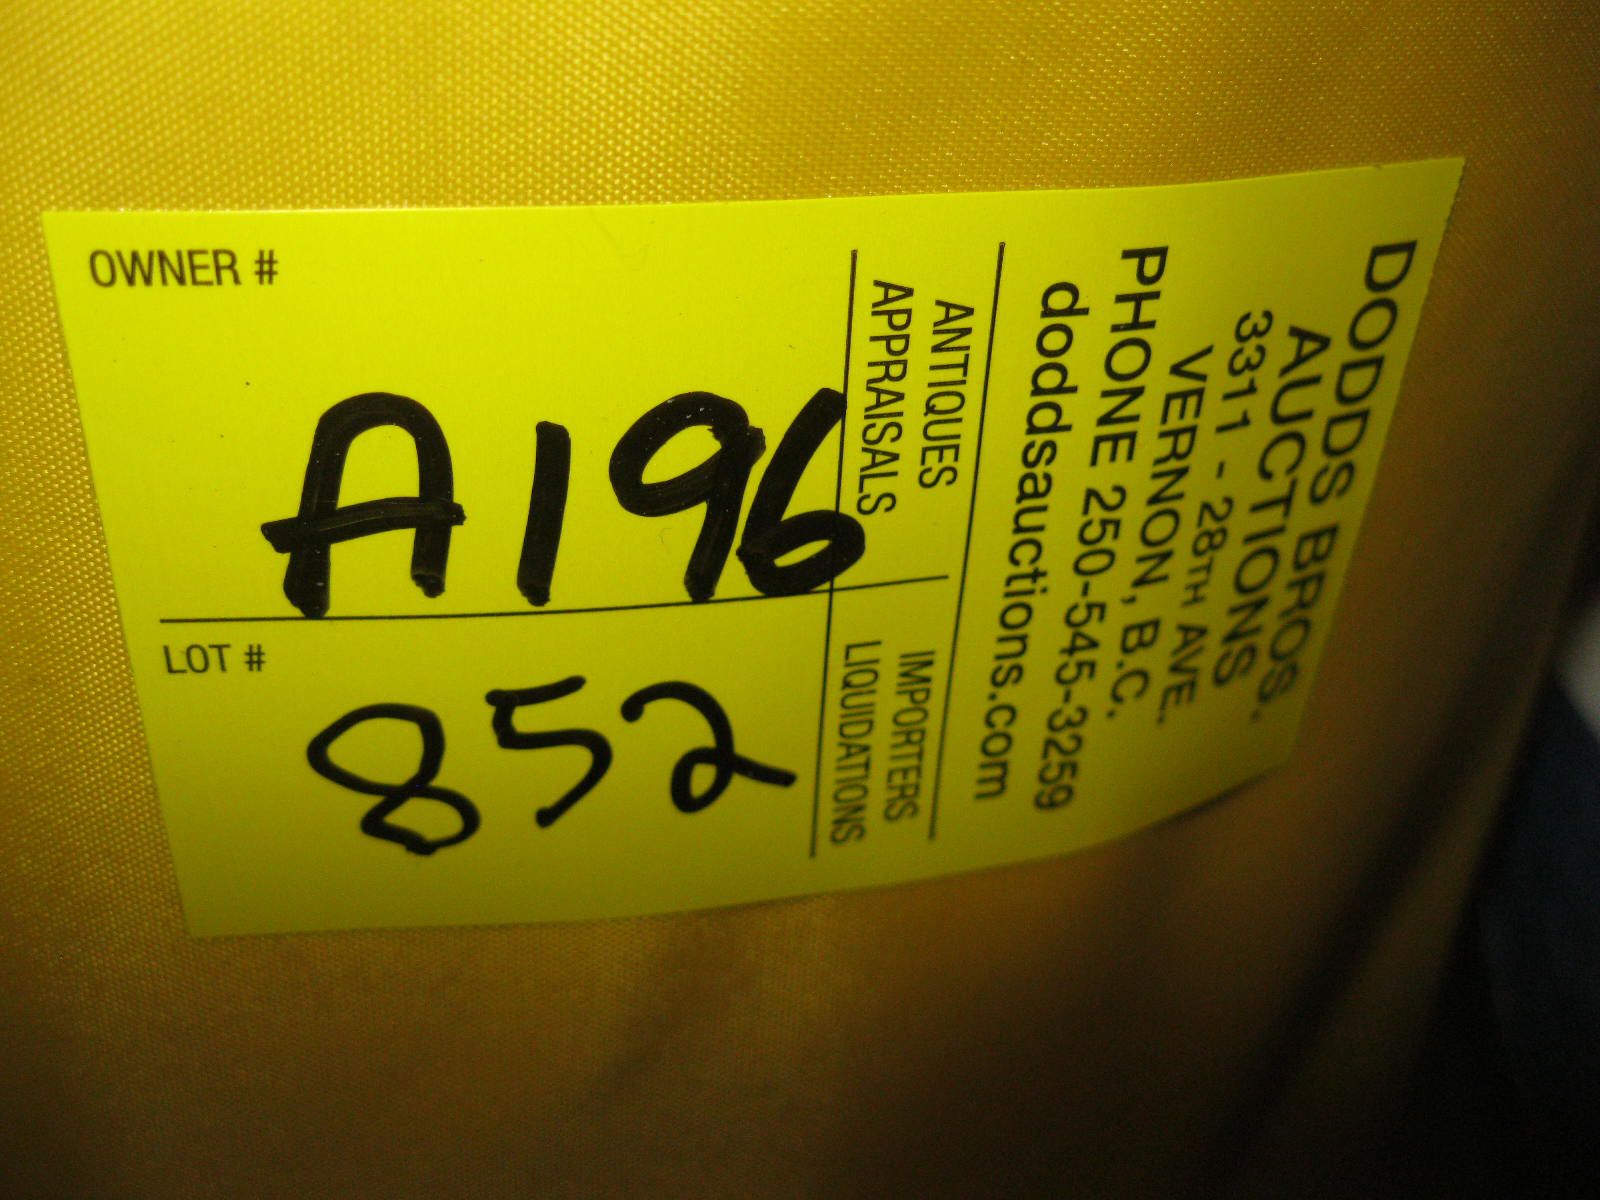 OWNER #
A196
LOT #
852
DODDS BROS.
AUCTIONS
3311 - 28TH AVE.
VERNON, B.C.
PHONE 250-545-3259
doddsauctions.com
ANTIQUES
APPRAISALS
IMPORTERS
LIQUIDATIONS